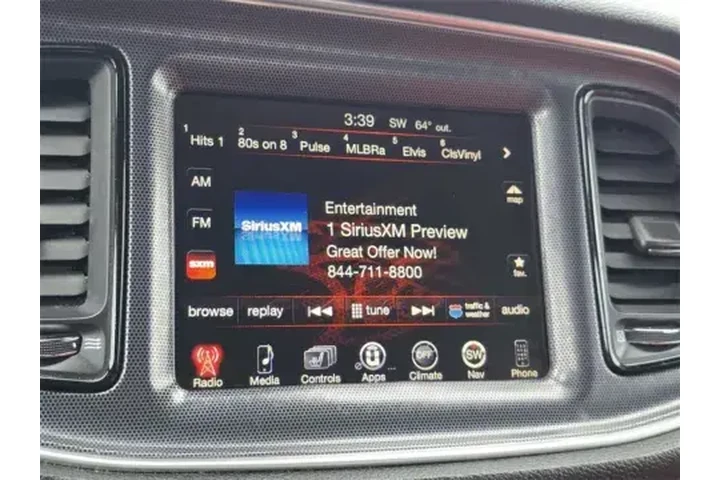 3:39 SW 64° out.
1 Hits 1 2 80s on 8 3 Pulse 4 MLBRa 5 Elvis 6 ClsVinyl
AM
FM
sxm
SiriusXM
Entertainment
1 SiriusXM Preview
Great Offer Now!
844-711-8800
map
fav.
browse replay tune traffic & weather audio
OFF SW
Radio Media Controls Apps ... Climate Nav Phone